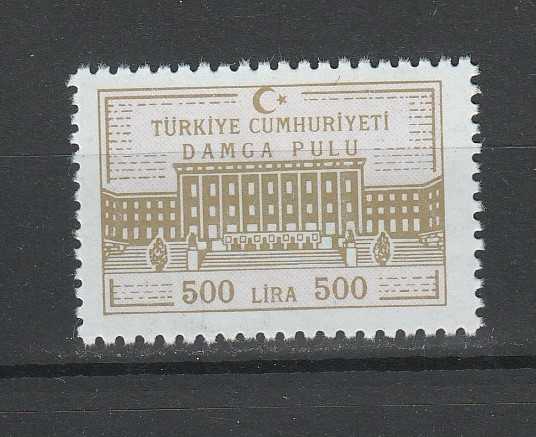 TÜRKİYE CUMHURİYETİ
DAMGA PULU
500 LİRA 500